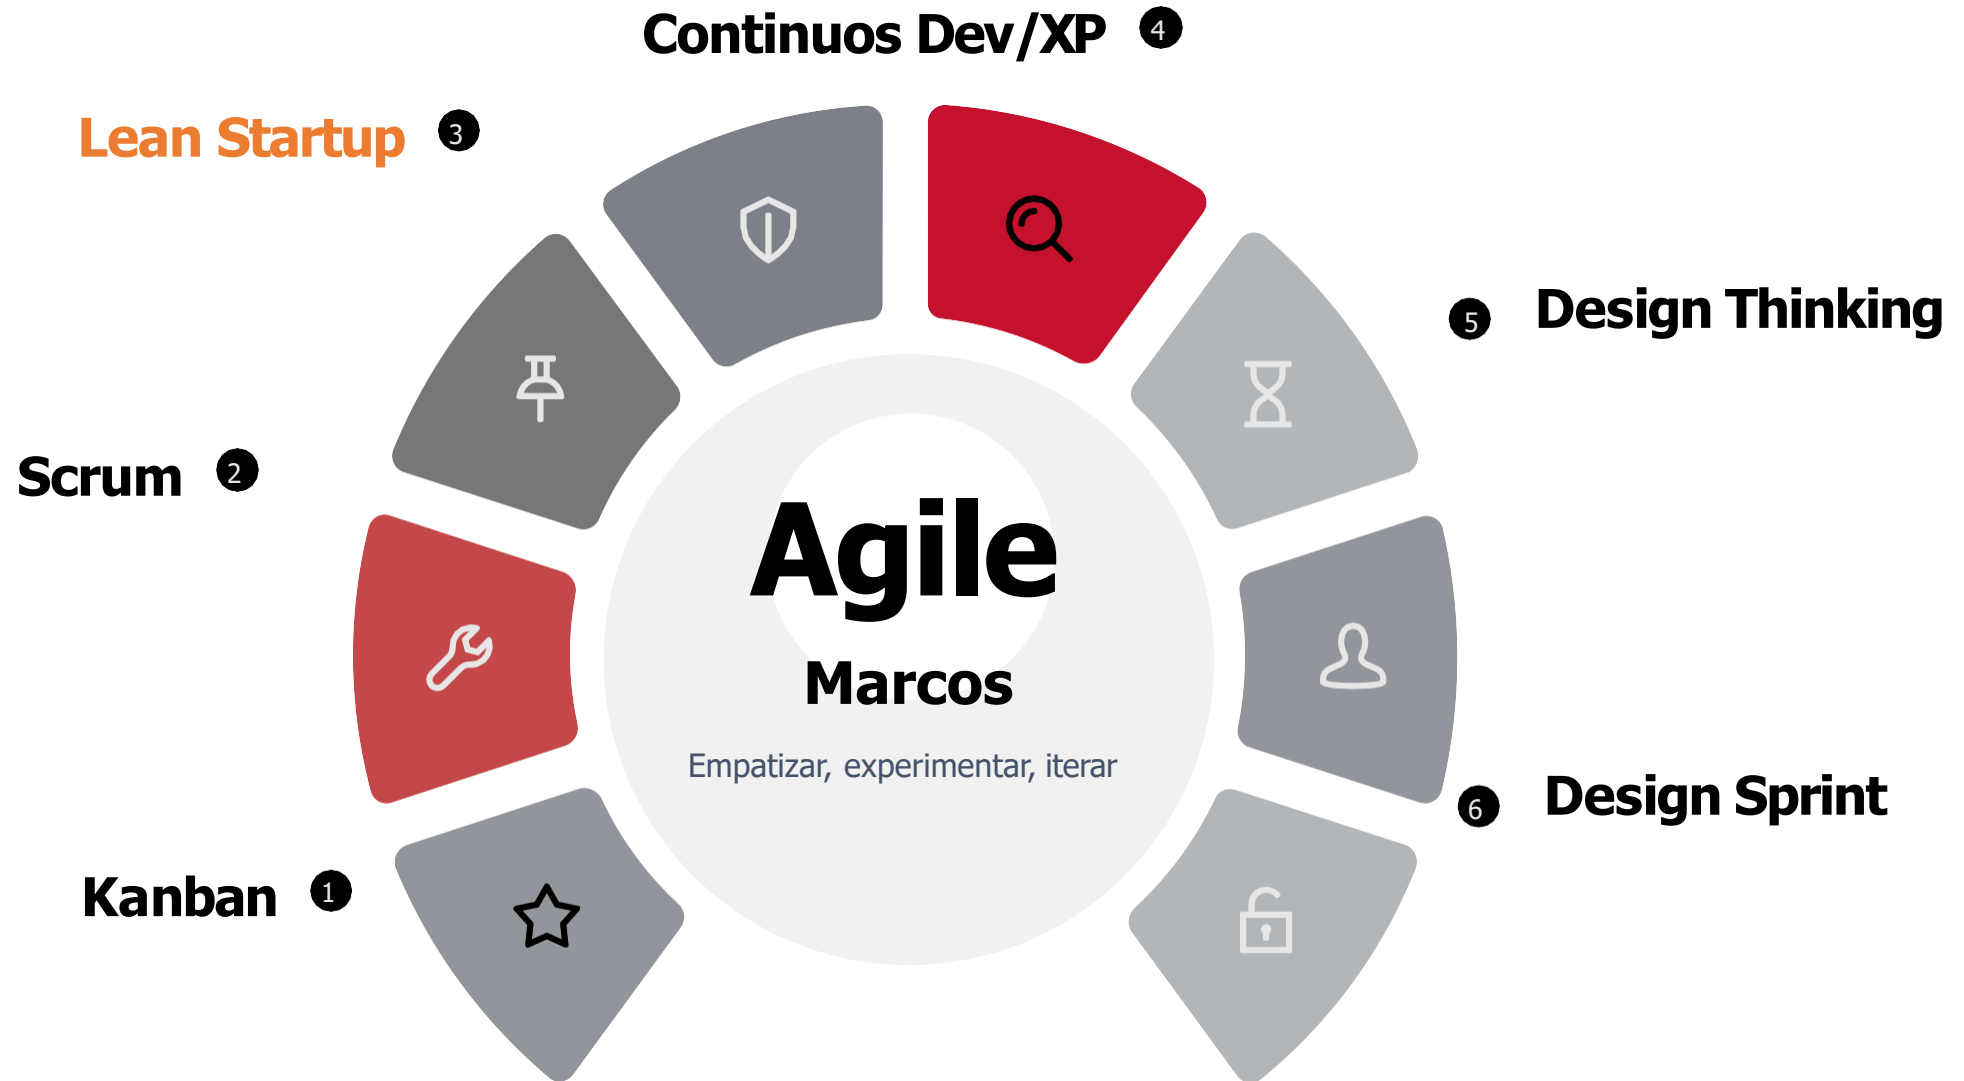 Continuos Dev/XP 4
Lean Startup 3
5 Design Thinking
Scrum 2
Agile
Marcos
Empatizar, experimentar, iterar
6 Design Sprint
Kanban 1